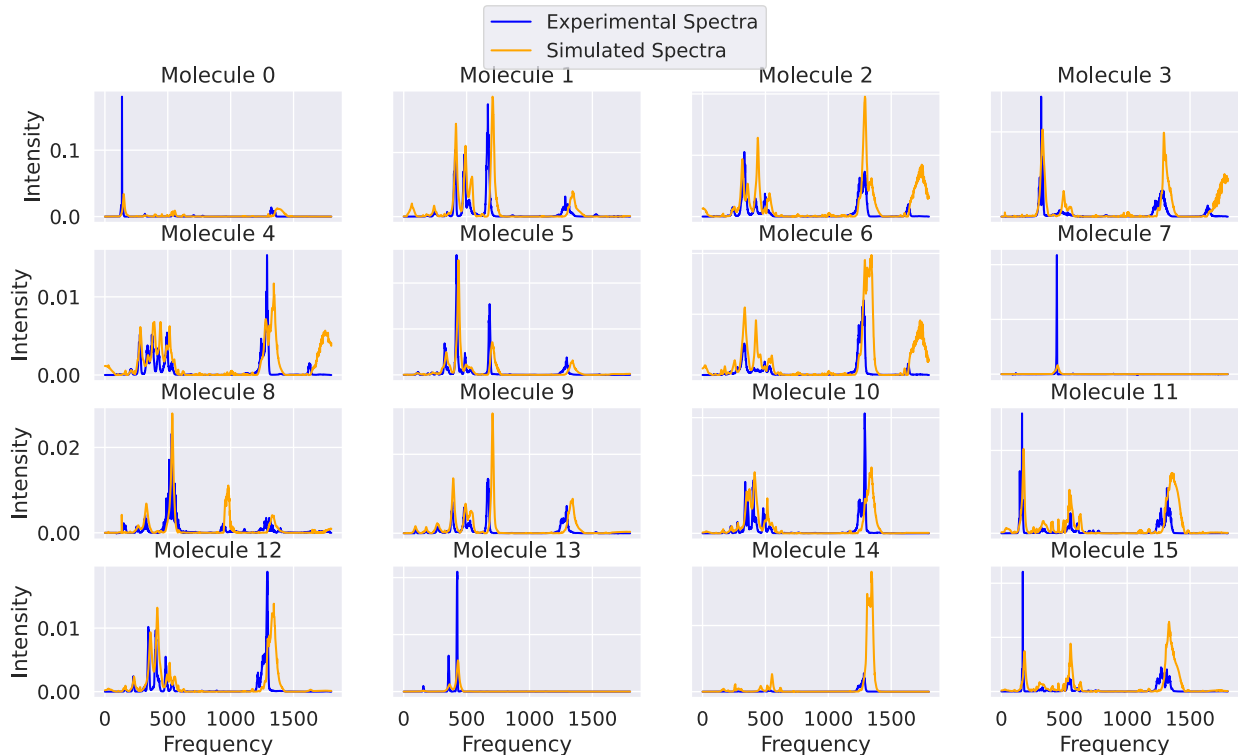 Experimental Spectra
Simulated Spectra
Molecule 0
Molecule 1
Molecule 2
Molecule 3
Intensity
0.1
0.0
Molecule 4
Molecule 5
Molecule 6
Molecule 7
Intensity
0.01
0.00
Molecule 8
Molecule 9
Molecule 10
Molecule 11
Intensity
0.02
0.00
Molecule 12
Molecule 13
Molecule 14
Molecule 15
Intensity
0.01
0.00
0 500 1000 1500
0 500 1000 1500
0 500 1000 1500
0 500 1000 1500
Frequency
Frequency
Frequency
Frequency